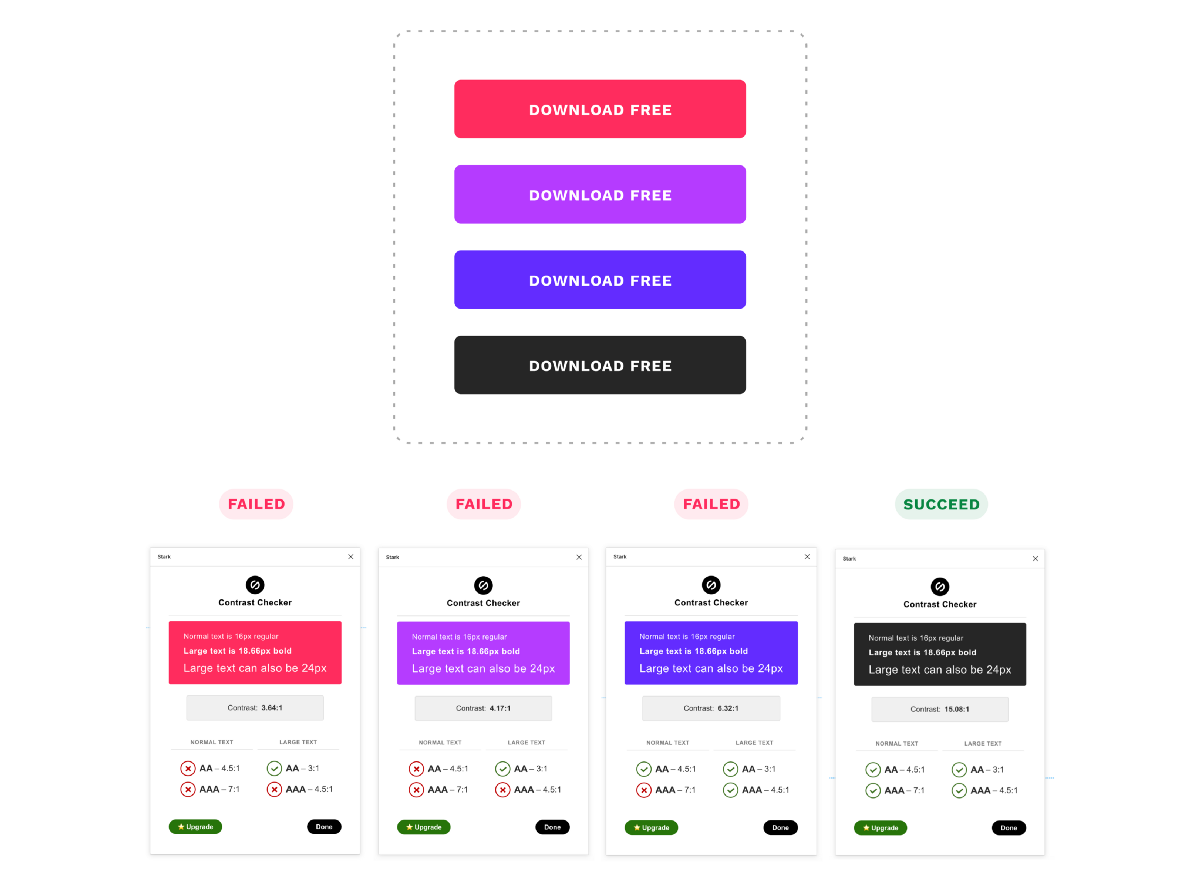 DOWNLOAD FREE
DOWNLOAD FREE
DOWNLOAD FREE
DOWNLOAD FREE
FAILED
FAILED
FAILED
SUCCEED
Stark
Contrast Checker
Normal text is 16px regular
Large text is 18.66px bold
Large text can also be 24px
Contrast: 3.64:1
NORMAL TEXT LARGE TEXT
AA – 4.5:1 AA – 3:1
AAA – 7:1 AAA – 4.5:1
Upgrade Done
Stark
Contrast Checker
Normal text is 16px regular
Large text is 18.66px bold
Large text can also be 24px
Contrast: 4.17:1
NORMAL TEXT LARGE TEXT
AA – 4.5:1 AA – 3:1
AAA – 7:1 AAA – 4.5:1
Upgrade Done
Stark
Contrast Checker
Normal text is 16px regular
Large text is 18.66px bold
Large text can also be 24px
Contrast: 6.32:1
NORMAL TEXT LARGE TEXT
AA – 4.5:1 AA – 3:1
AAA – 7:1 AAA – 4.5:1
Upgrade Done
Stark
Contrast Checker
Normal text is 16px regular
Large text is 18.66px bold
Large text can also be 24px
Contrast: 15.08:1
NORMAL TEXT LARGE TEXT
AA – 4.5:1 AA – 3:1
AAA – 7:1 AAA – 4.5:1
Upgrade Done